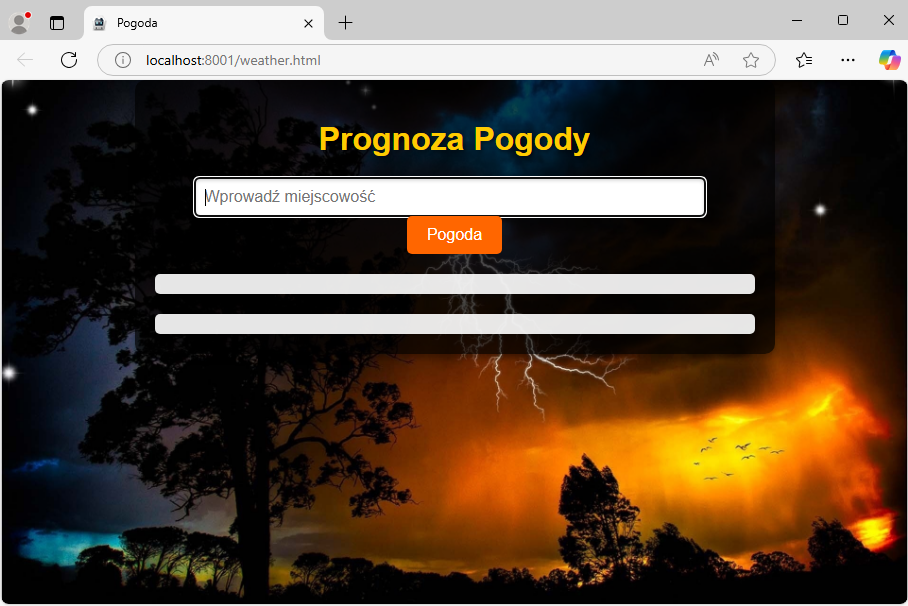 Pogoda
localhost:8001/weather.html
Prognoza Pogody
Wprowadź miejscowość
Pogoda